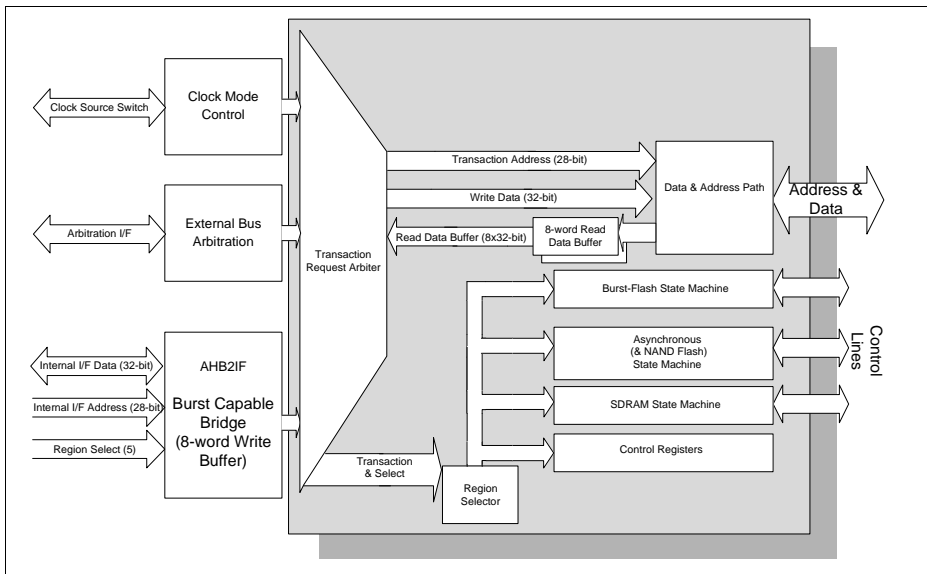 Clock Source Switch
Clock Mode
Control
Arbitration I/F
External Bus
Arbitration
Internal I/F Data (32-bit)
Internal I/F Address (28-bit)
Region Select (5)
AHB2IF
Burst Capable
Bridge
(8-word Write
Buffer)
Transaction
Request Arbiter
Transaction Address (28-bit)
Write Data (32-bit)
Read Data Buffer (8x32-bit)
8-word Read
Data Buffer
Data & Address Path
Address &
Data
Burst-Flash State Machine
Asynchronous
(& NAND Flash)
State Machine
SDRAM State Machine
Control Registers
Control
Lines
Transaction
& Select
Region
Selector